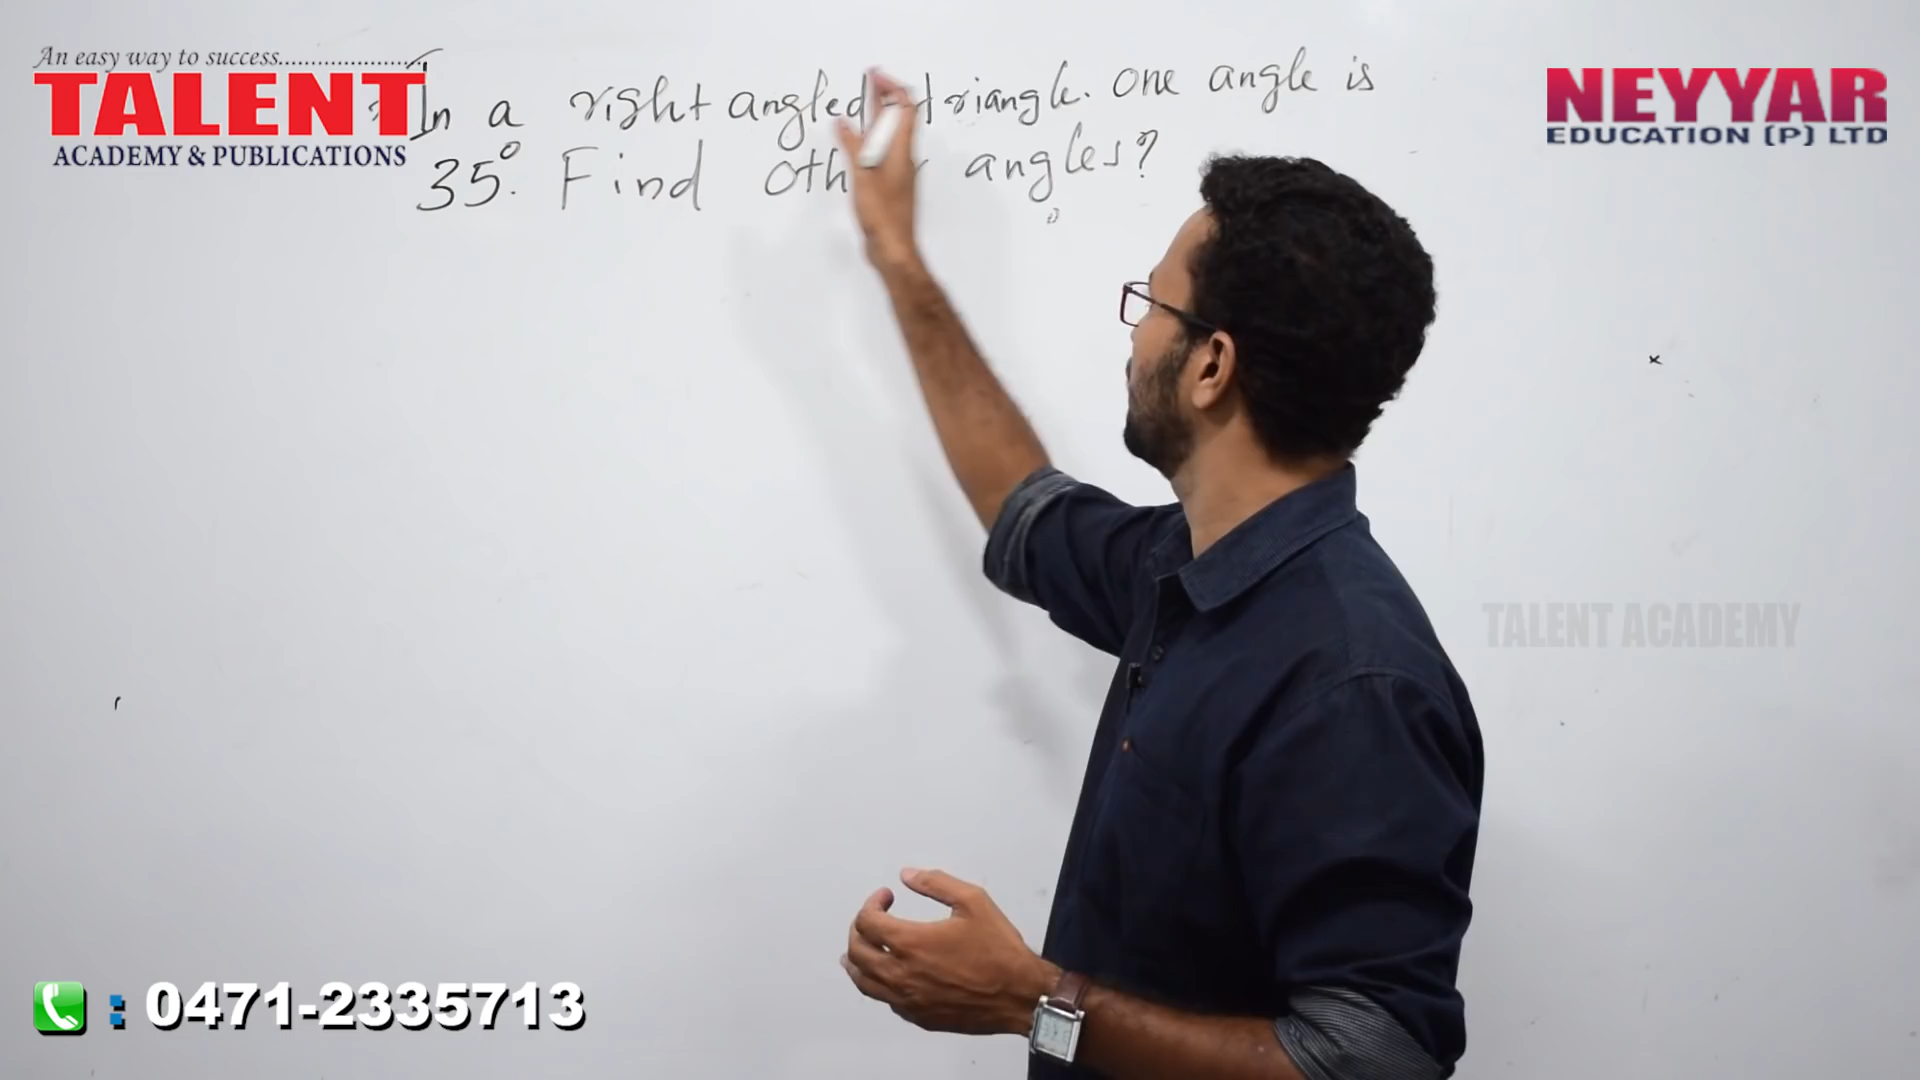 An easy way to success......................
TALENT
ACADEMY & PUBLICATIONS
NEYYAR
EDUCATION (P) LTD
In a right angled triangle. One angle is
35°. Find other angles?
TALENT ACADEMY
: 0471-2335713